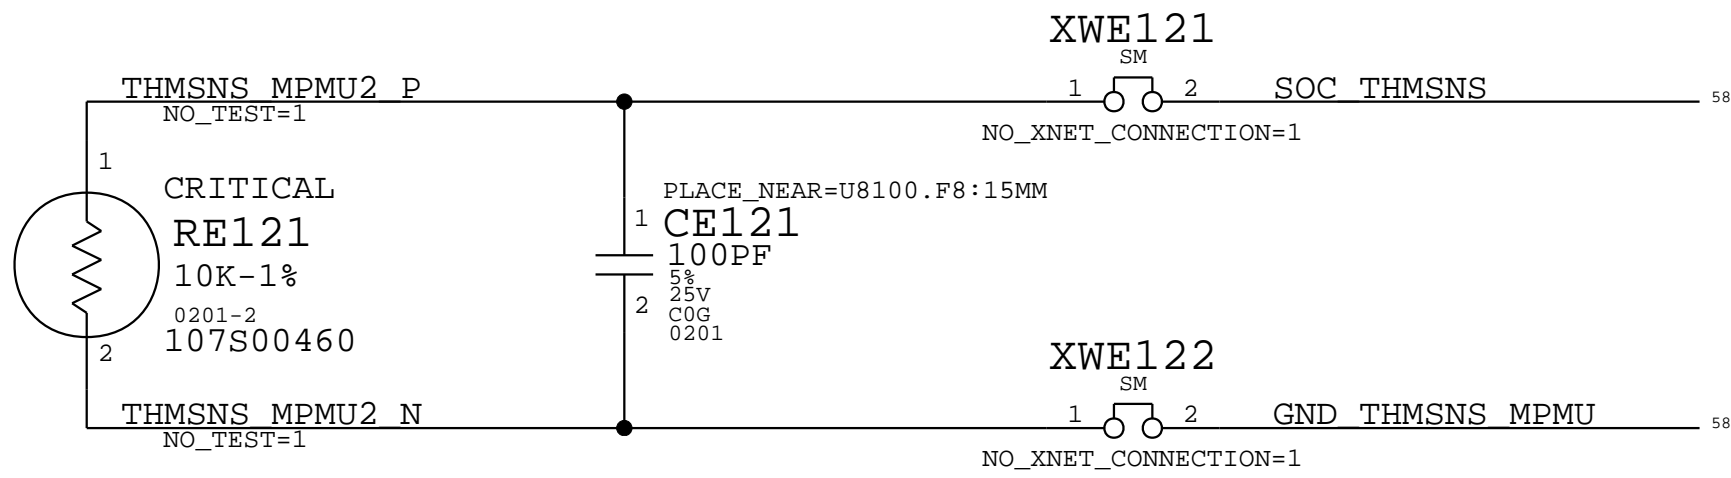 XWE121
SM
THMSNS_MPMU2_P
1
2
SOC_THMSNS
58
NO_TEST=1
NO_XNET_CONNECTION=1
1
CRITICAL
RE121
10K-1%
0201-2
107S00460
2
PLACE_NEAR=U8100.F8:15MM
1
CE121
100PF
5%
25V
C0G
0201
2
XWE122
SM
THMSNS_MPMU2_N
1
2
GND_THMSNS_MPMU
58
NO_TEST=1
NO_XNET_CONNECTION=1